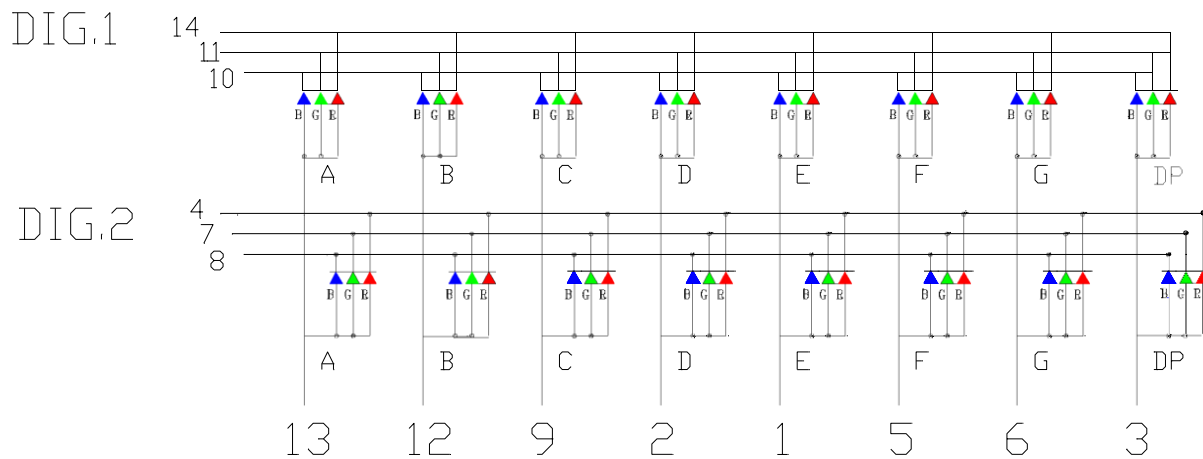 DIG.1
14
11
10
B G R B G R B G R B G R B G R B G R B G R B G R
A B C D E F G DP
DIG.2
4
7
8
B G R B G R B G R B G R B G R B G R B G R B G R
A B C D E F G DP
13 12 9 2 1 5 6 3